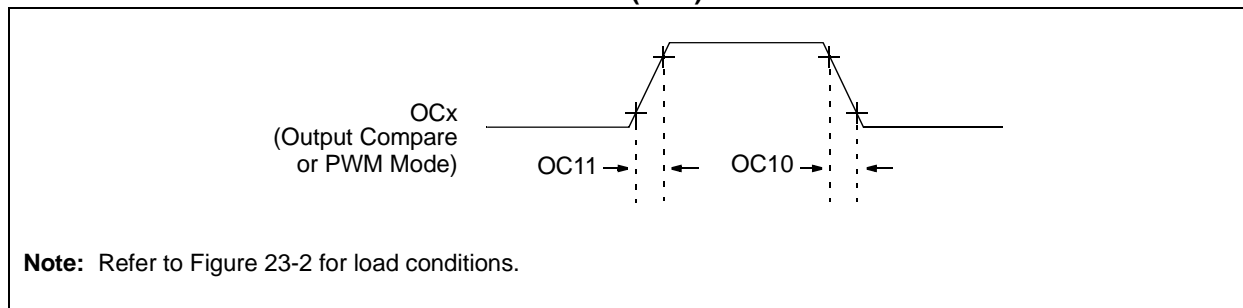 OCx
(Output Compare
or PWM Mode)
OC11
OC10
Note: Refer to Figure 23-2 for load conditions.